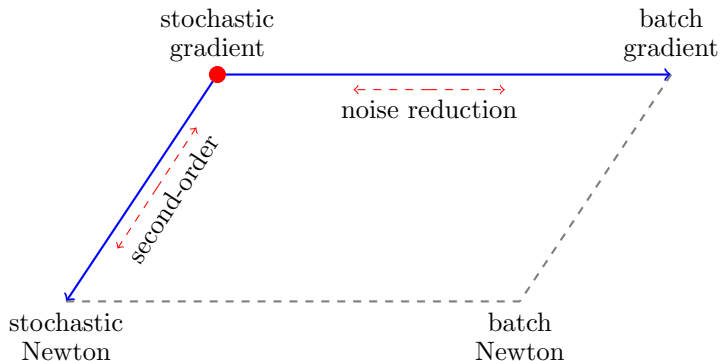 stochastic
gradient
batch
gradient
noise reduction
second-order
stochastic
Newton
batch
Newton